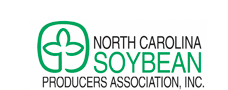 NORTH CAROLINA
SOYBEAN
PRODUCERS ASSOCIATION, INC.